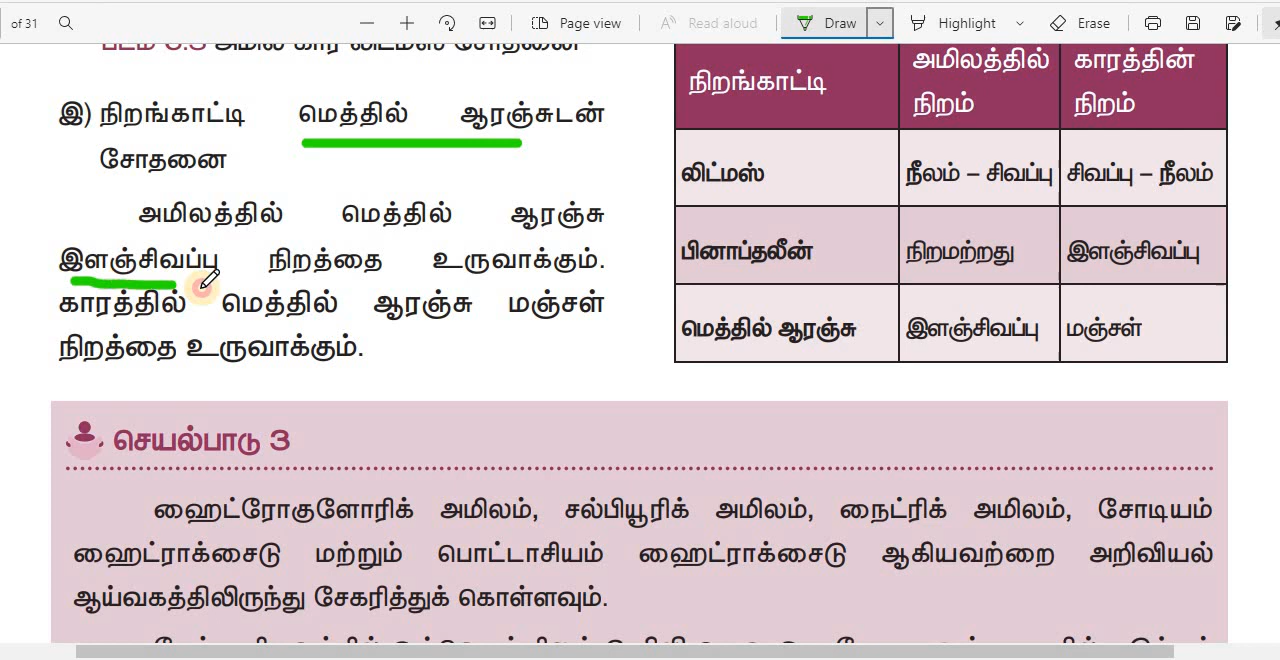 of 31
Page view
Read aloud
Draw
Highlight
Erase
இ) நிறங்காட்டி மெத்தில் ஆரஞ்சுடன்
சோதனை
அமிலத்தில் மெத்தில் ஆரஞ்சு
இளஞ்சிவப்பு நிறத்தை உருவாக்கும்.
காரத்தில் மெத்தில் ஆரஞ்சு மஞ்சள்
நிறத்தை உருவாக்கும்.
நிறங்காட்டி
அமிலத்தில் நிறம்
காரத்தின் நிறம்
லிட்மஸ்
நீலம் – சிவப்பு
சிவப்பு – நீலம்
பினாப்தலீன்
நிறமற்றது
இளஞ்சிவப்பு
மெத்தில் ஆரஞ்சு
இளஞ்சிவப்பு
மஞ்சள்
செயல்பாடு 3
ஹைட்ரோகுளோரிக் அமிலம், சல்பியூரிக் அமிலம், நைட்ரிக் அமிலம், சோடியம்
ஹைட்ராக்சைடு மற்றும் பொட்டாசியம் ஹைட்ராக்சைடு ஆகியவற்றை அறிவியல்
ஆய்வகத்திலிருந்து சேகரித்துக் கொள்ளவும்.